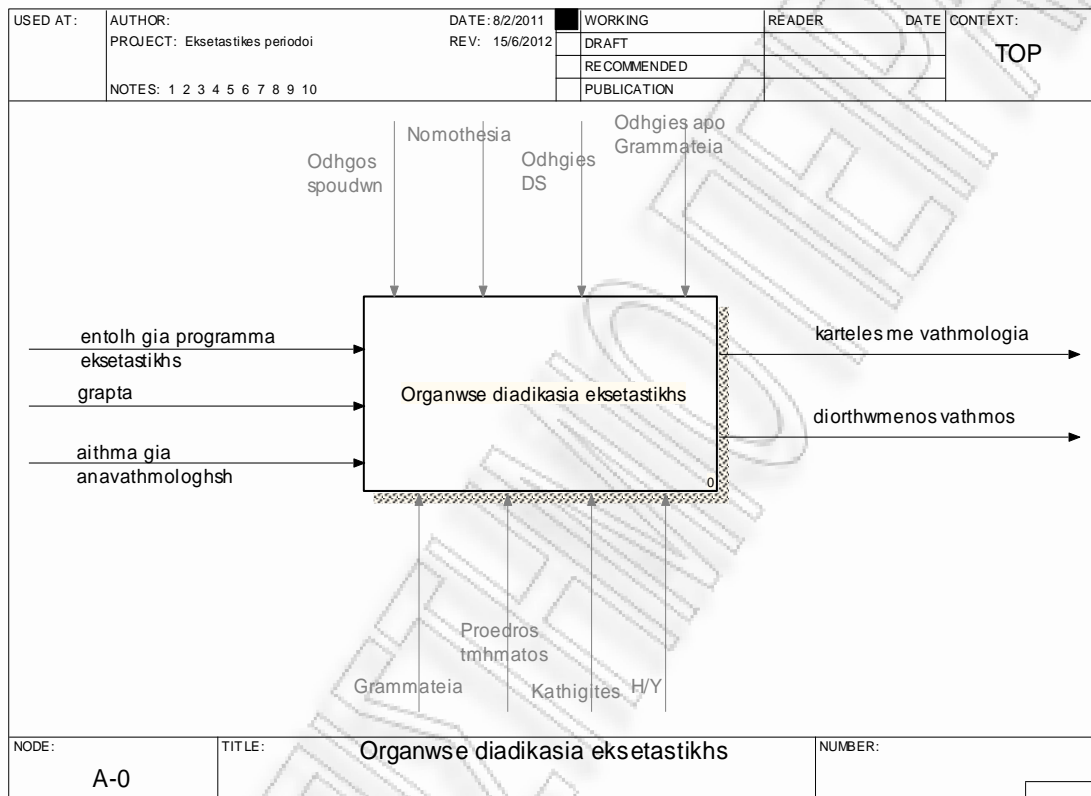 USED AT:
AUTHOR:
DATE: 8/2/2011
PROJECT: Eksetastikes periodoi
REV: 15/6/2012
NOTES: 1 2 3 4 5 6 7 8 9 10
WORKING
DRAFT
RECOMMENDED
PUBLICATION
READER
DATE
CONTEXT:
TOP
Odhgos
spoudwn
Nomothesia
Odhgies
DS
Odhgies apo
Grammateia
entolh gia programma
eksetastikhs
grapta
aithma gia
anavathmologhsh
Organwse diadikasia eksetastikhs
0
karteles me vathmologia
diorthwmenos vathmos
Grammateia
Proedros
tmhmatos
Kathigites
H/Y
NODE:
A-0
TITLE:
Organwse diadikasia eksetastikhs
NUMBER: